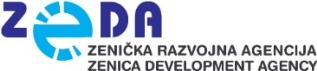 ZEDA
ZENIČKA RAZVOJNA AGENCIJA
ZENICA DEVELOPMENT AGENCY